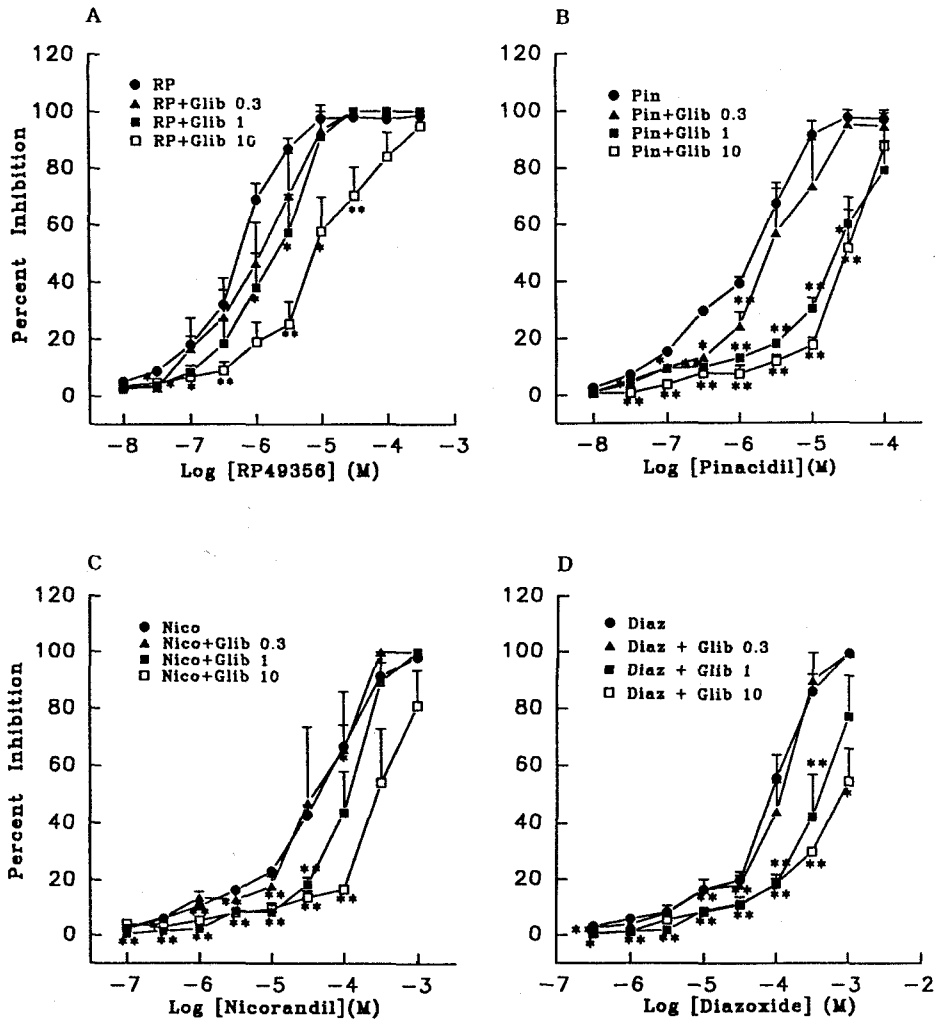 A
120
100
80
60
40
20
0
Percent Inhibition
RP
RP+Glib 0.3
RP+Glib 1
RP+Glib 10
-8
-7
-6
-5
-4
-3
Log [RP49356] (M)
B
120
100
80
60
40
20
0
Pin
Pin+Glib 0.3
Pin+Glib 1
Pin+Glib 10
-8
-7
-6
-5
-4
Log [Pinacidil](M)
C
120
100
80
60
40
20
0
Percent Inhibition
Nico
Nico+Glib 0.3
Nico+Glib 1
Nico+Glib 10
-7
-6
-5
-4
-3
Log [Nicorandil](M)
D
120
100
80
60
40
20
0
Diaz
Diaz + Glib 0.3
Diaz + Glib 1
Diaz + Glib 10
-7
-6
-5
-4
-3
-2
Log [Diazoxide] (M)